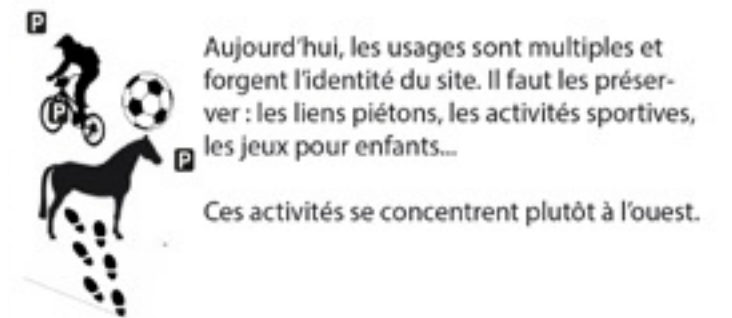 P
Aujourd'hui, les usages sont multiples et
forgent l'identité du site. Il faut les préser-
ver : les liens piétons, les activités sportives,
P
les jeux pour enfants...
P
Ces activités se concentrent plutôt à l'ouest.